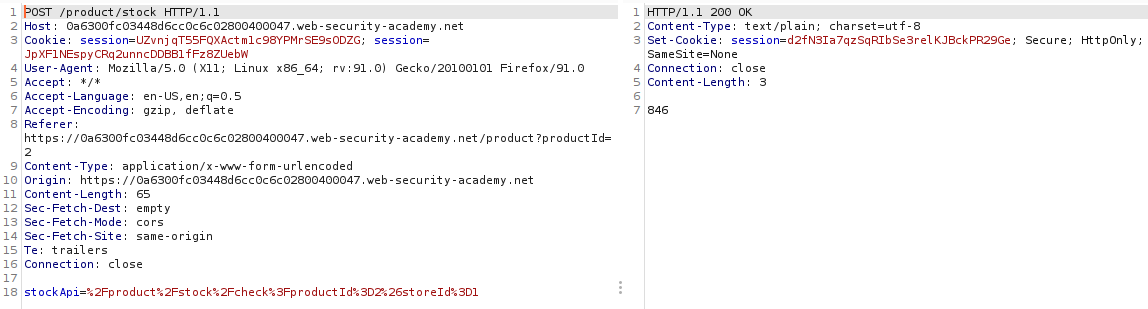 1 POST /product/stock HTTP/1.1
2 Host: 0a6300fc03448d6cc0c6c02800400047.web-security-academy.net
3 Cookie: session=UZvnjqT55FQXActm1c98YPMrSE9sODZG; session=
JpXF1NEspyCRq2unncDDBB1fFz8ZUebW
4 User-Agent: Mozilla/5.0 (X11; Linux x86_64; rv:91.0) Gecko/20100101 Firefox/91.0
5 Accept: */*
6 Accept-Language: en-US,en;q=0.5
7 Accept-Encoding: gzip, deflate
8 Referer:
https://0a6300fc03448d6cc0c6c02800400047.web-security-academy.net/product?productId=
2
9 Content-Type: application/x-www-form-urlencoded
10 Origin: https://0a6300fc03448d6cc0c6c02800400047.web-security-academy.net
11 Content-Length: 65
12 Sec-Fetch-Dest: empty
13 Sec-Fetch-Mode: cors
14 Sec-Fetch-Site: same-origin
15 Te: trailers
16 Connection: close
17
18 stockApi=%2Fproduct%2Fstock%2Fcheck%3FproductId%3D2%26storeId%3D1
1 HTTP/1.1 200 OK
2 Content-Type: text/plain; charset=utf-8
3 Set-Cookie: session=d2fN3Ia7qzSqRIbSe3relKJBckPR29Ge; Secure; HttpOnly;
SameSite=None
4 Connection: close
5 Content-Length: 3
6
7 846